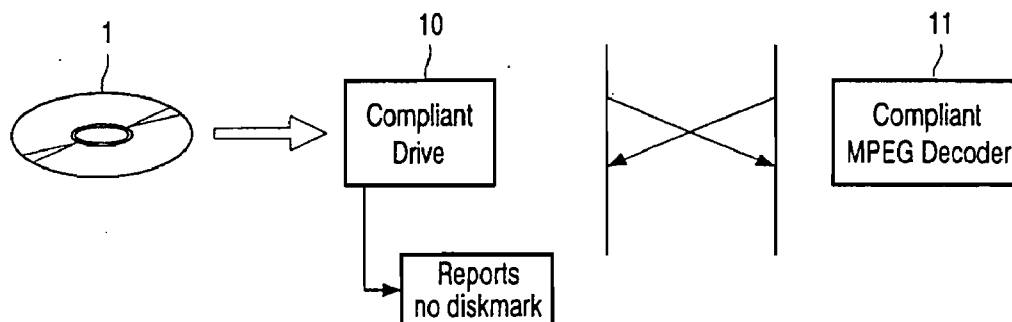 1
10
11
Compliant
Drive
Compliant
MPEG Decoder
Reports
no diskmark